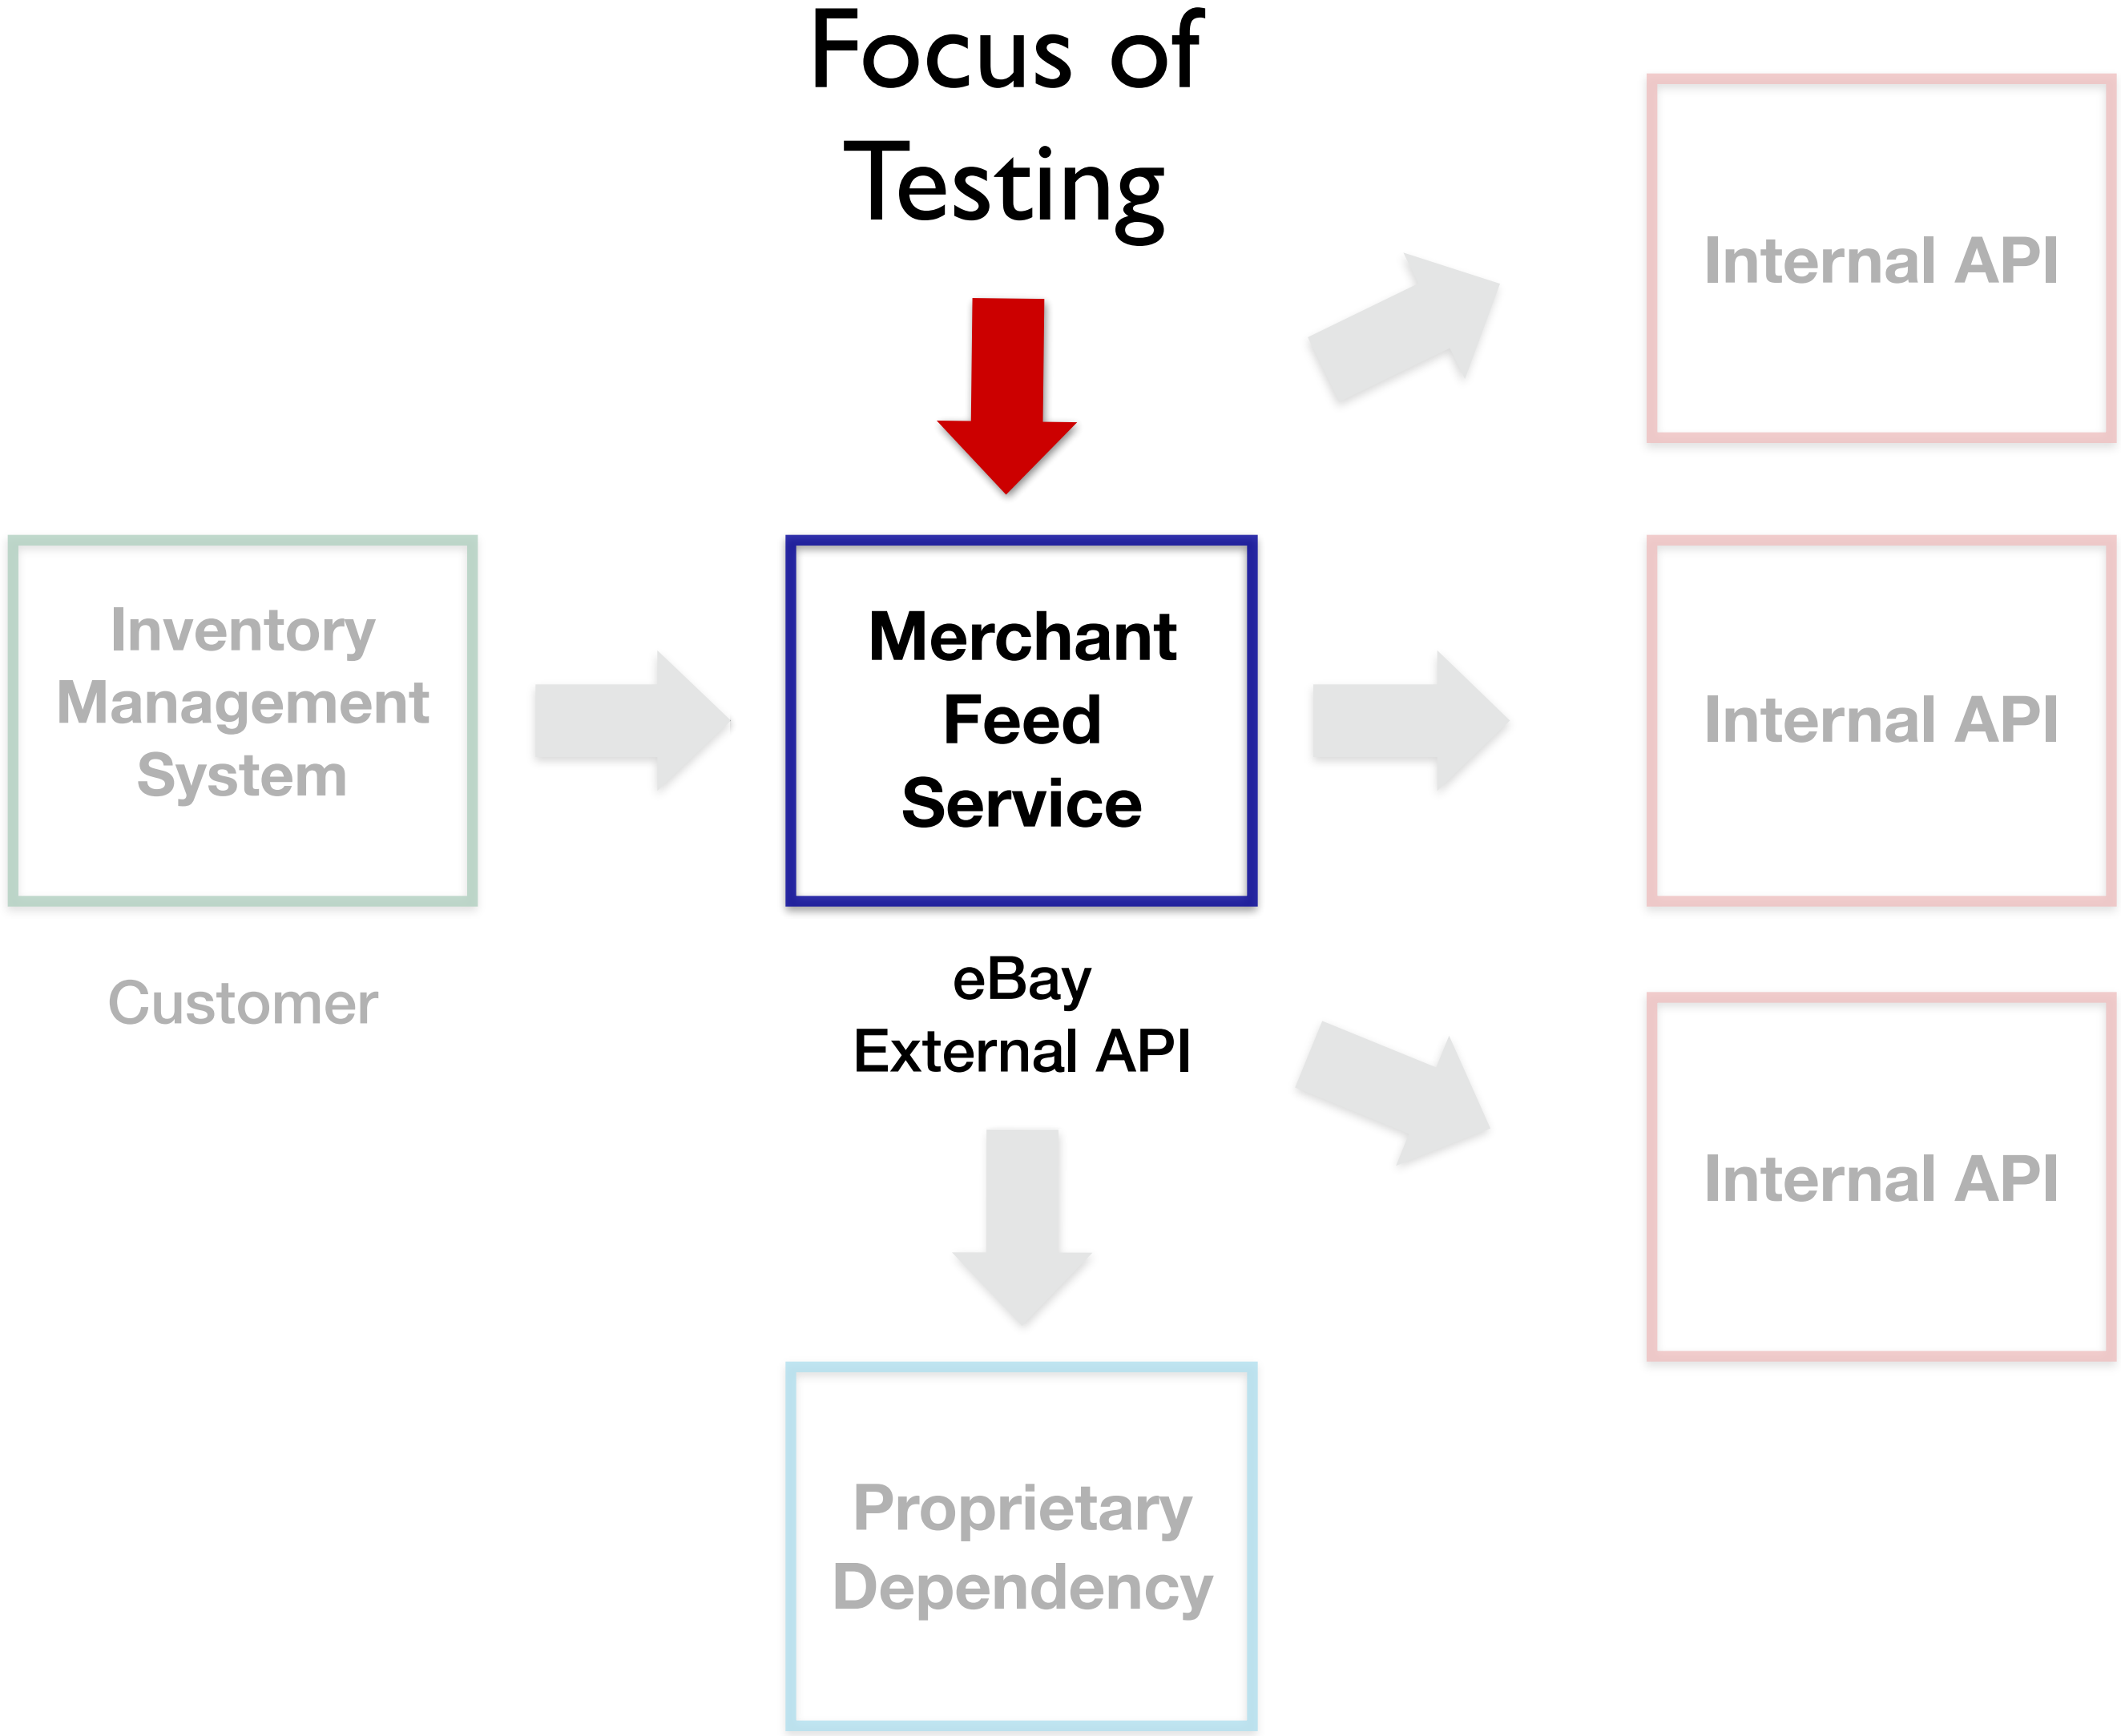 Focus of
Testing
Internal API
Inventory
Management
System
Customer
Merchant
Feed
Service
eBay
External API
Internal API
Internal API
Proprietary
Dependency